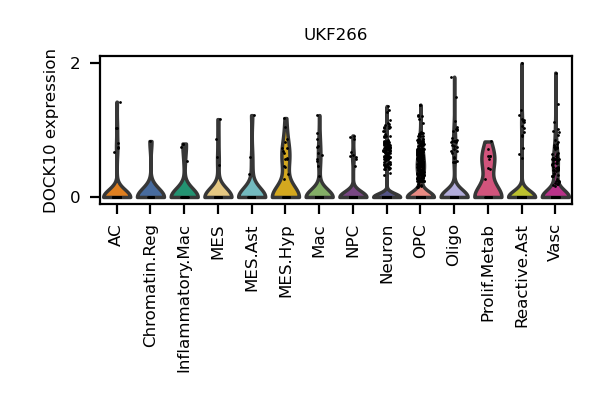 UKF266
DOCK10 expression
2
0
AC
Chromatin.Reg
Inflammatory.Mac
MES
MES.Ast
MES.Hyp
Mac
NPC
Neuron
OPC
Oligo
Prolif.Metab
Reactive.Ast
Vasc